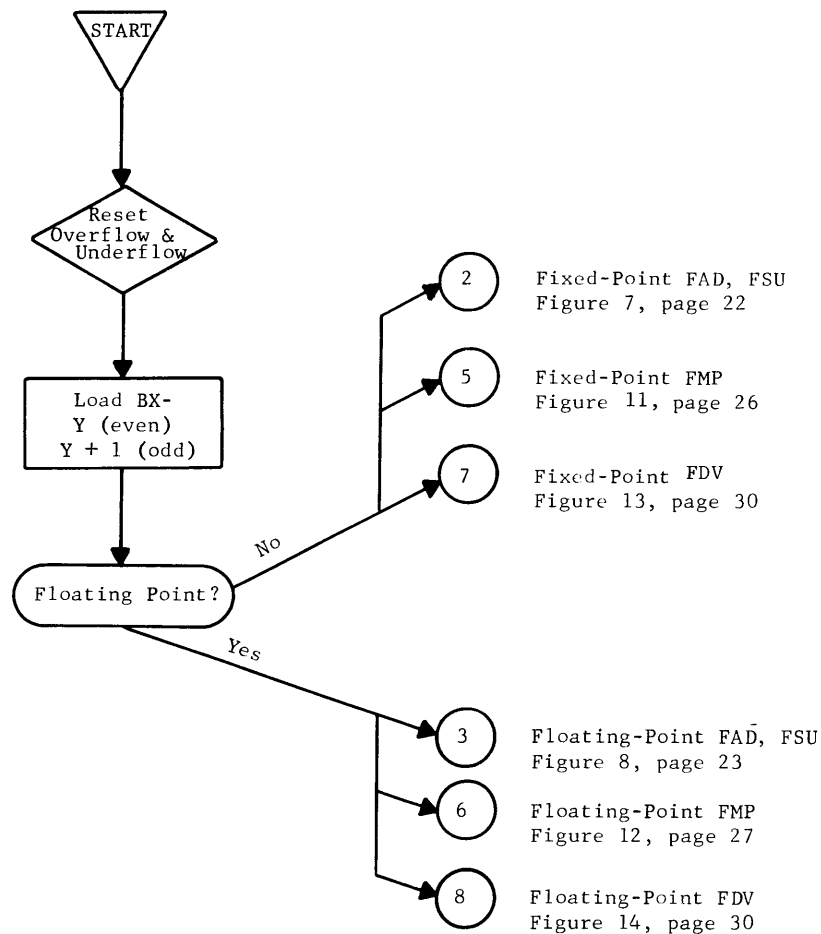 START
Reset
Overflow &
Underflow
Load BX-
Y (even)
Y + 1 (odd)
Floating Point?
No
2
Fixed-Point FAD, FSU
Figure 7, page 22
5
Fixed-Point FMP
Figure 11, page 26
7
Fixed-Point FDV
Figure 13, page 30
Yes
3
Floating-Point FAD, FSU
Figure 8, page 23
6
Floating-Point FMP
Figure 12, page 27
8
Floating-Point FDV
Figure 14, page 30